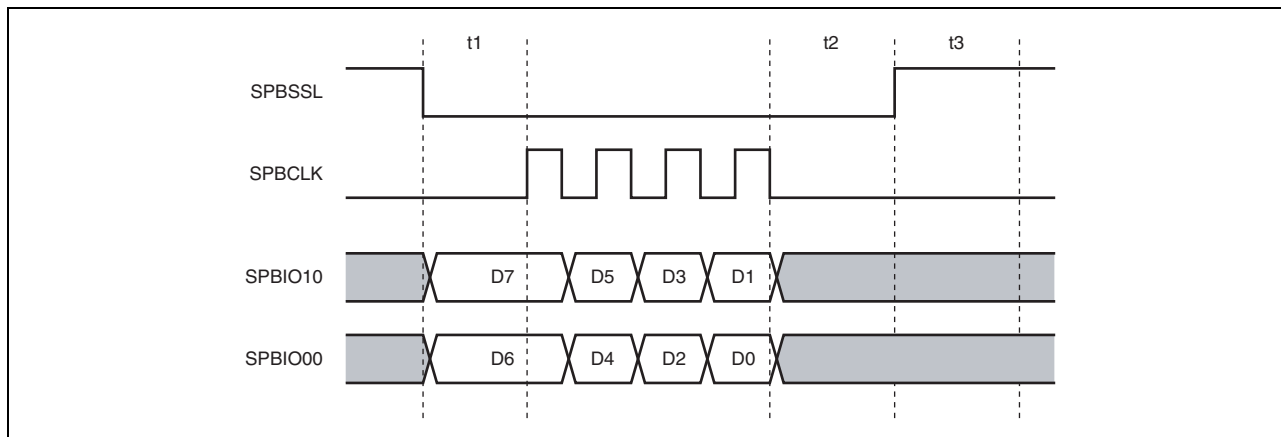 t1 t2 t3
SPBSSL
SPBCLK
SPBIO10 D7 D5 D3 D1
SPBIO00 D6 D4 D2 D0